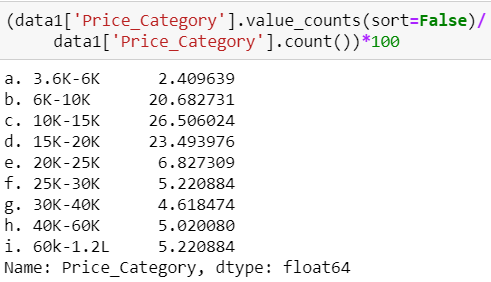 (data1['Price_Category'].value_counts(sort=False)/
data1['Price_Category'].count())*100
a. 3.6K-6K 2.409639
b. 6K-10K 20.682731
c. 10K-15K 26.506024
d. 15K-20K 23.493976
e. 20K-25K 6.827309
f. 25K-30K 5.220884
g. 30K-40K 4.618474
h. 40K-60K 5.020080
i. 60k-1.2L 5.220884
Name: Price_Category, dtype: float64